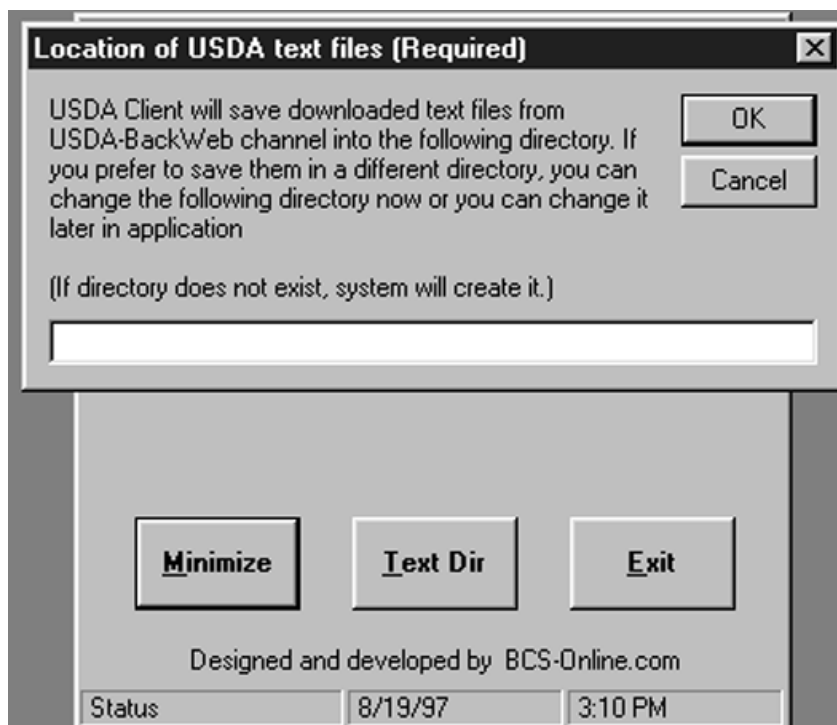 Location of USDA text files (Required)
USDA Client will save downloaded text files from
USDA-BackWeb channel into the following directory. If
you prefer to save them in a different directory, you can
change the following directory now or you can change it
later in application
(If directory does not exist, system will create it.)
OK
Cancel
Minimize
Text Dir
Exit
Designed and developed by BCS-Online.com
Status
8/19/97
3:10 PM